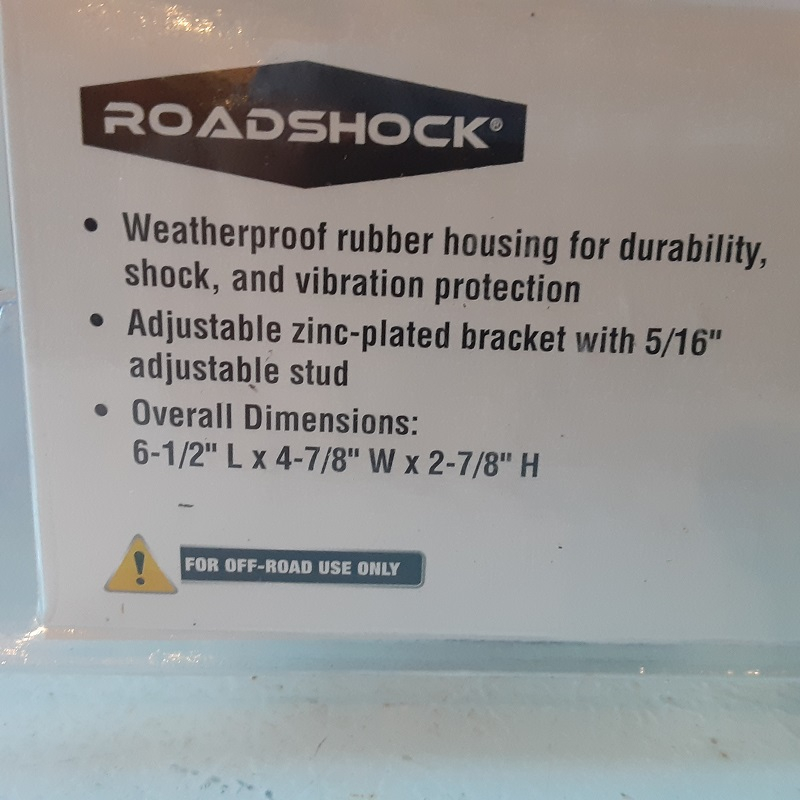 ROADSHOCK®
• Weatherproof rubber housing for durability,
shock, and vibration protection
• Adjustable zinc-plated bracket with 5/16"
adjustable stud
• Overall Dimensions:
6-1/2" L x 4-7/8" W x 2-7/8" H
! FOR OFF-ROAD USE ONLY